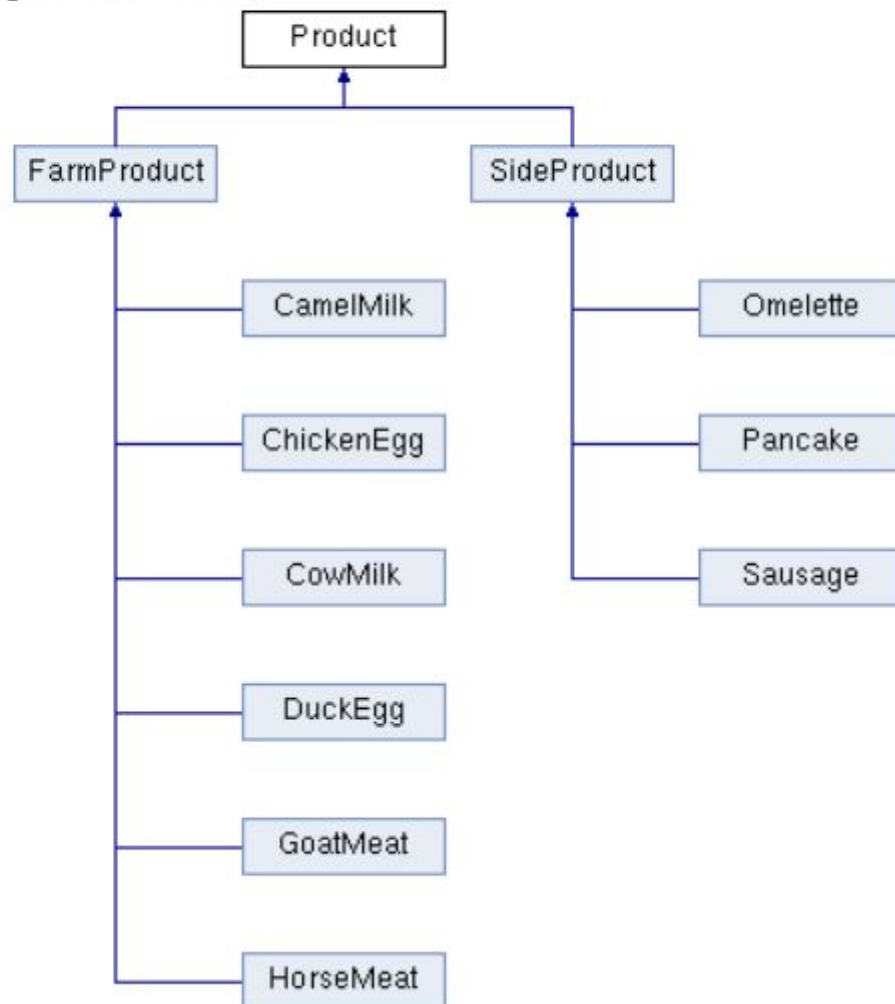 Product
FarmProduct
SideProduct
CamelMilk
Omelette
ChickenEgg
Pancake
CowMilk
Sausage
DuckEgg
GoatMeat
HorseMeat